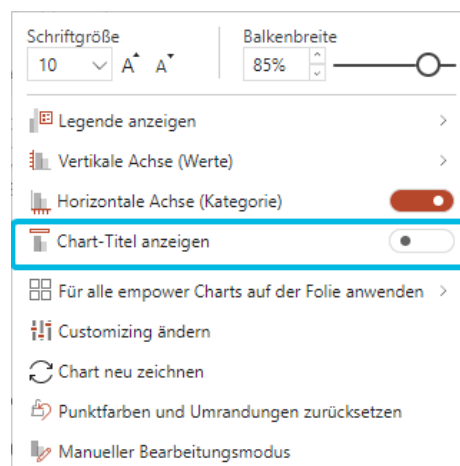 Schriftgröße Balkenbreite
10 A A 85%
Legende anzeigen
Vertikale Achse (Werte)
Horizontale Achse (Kategorie)
Chart-Titel anzeigen
Für alle empower Charts auf der Folie anwenden
Customizing ändern
Chart neu zeichnen
Punktfarben und Umrandungen zurücksetzen
Manueller Bearbeitungsmodus